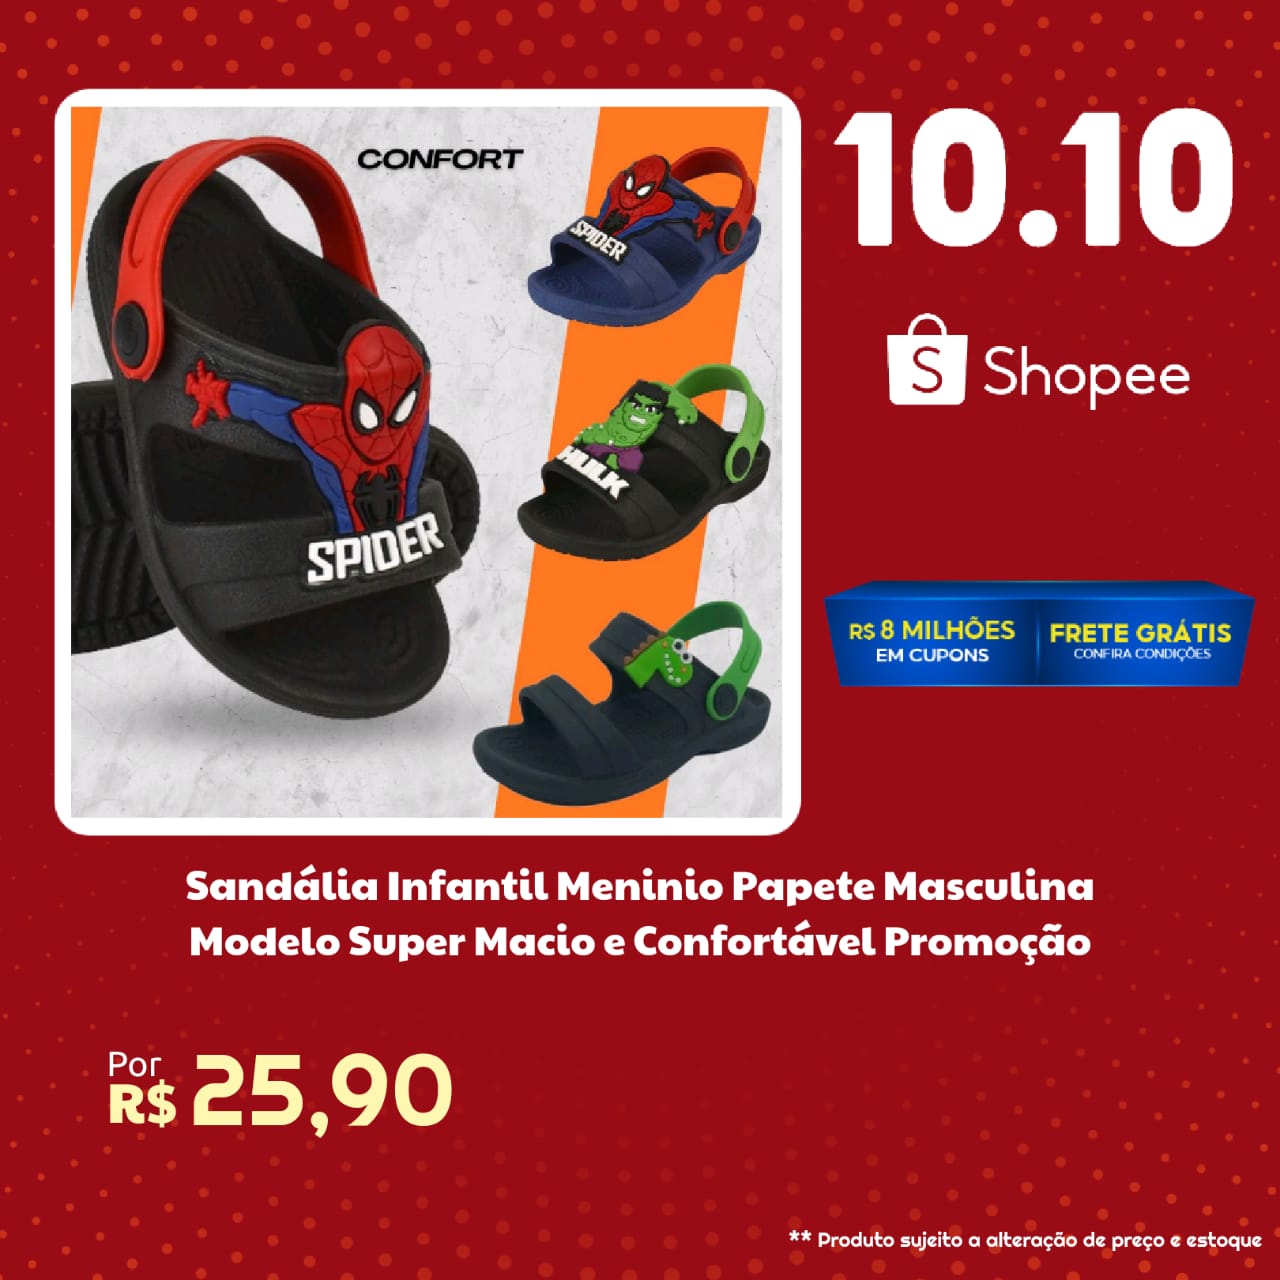 CONFORT
SPIDER
SPIDER
HULK
10.10
S Shopee
R$ 8 MILHÕES
EM CUPONS
FRETE GRÁTIS
CONFIRA CONDIÇÕES
Sandália Infantil Meninio Papete Masculina
Modelo Super Macio e Confortável Promoção
Por
R$ 25,90
** Produto sujeito a alteração de preço e estoque